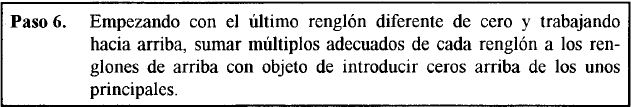 Paso 6. Empezando con el último renglón diferente de cero y trabajando
hacia arriba, sumar múltiplos adecuados de cada renglón a los ren-
glones de arriba con objeto de introducir ceros arriba de los unos
principales.